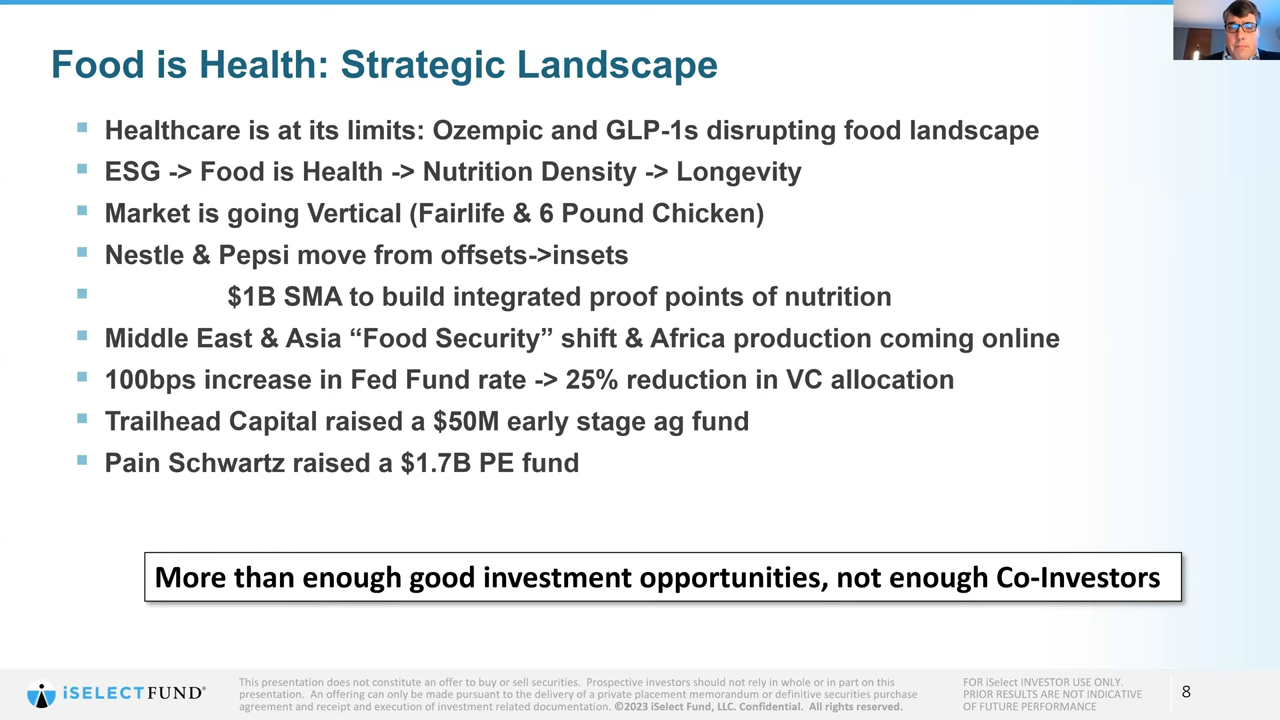 Food is Health: Strategic Landscape
▪ Healthcare is at its limits: Ozempic and GLP-1s disrupting food landscape
▪ ESG -> Food is Health -> Nutrition Density -> Longevity
▪ Market is going Vertical (Fairlife & 6 Pound Chicken)
▪ Nestle & Pepsi move from offsets->insets
▪ $1B SMA to build integrated proof points of nutrition
▪ Middle East & Asia “Food Security” shift & Africa production coming online
▪ 100bps increase in Fed Fund rate -> 25% reduction in VC allocation
▪ Trailhead Capital raised a $50M early stage ag fund
▪ Pain Schwartz raised a $1.7B PE fund
More than enough good investment opportunities, not enough Co-Investors
iSELECTFUND®
This presentation does not constitute an offer to buy or sell securities. Prospective investors should not rely in whole or in part on this
presentation. An offering can only be made pursuant to the delivery of a private placement memorandum or definitive securities purchase
agreement and receipt and execution of investment related documentation. ©2023 iSelect Fund, LLC. Confidential. All rights reserved.
FOR iSelect INVESTOR USE ONLY.
PRIOR RESULTS ARE NOT INDICATIVE
OF FUTURE PERFORMANCE
8